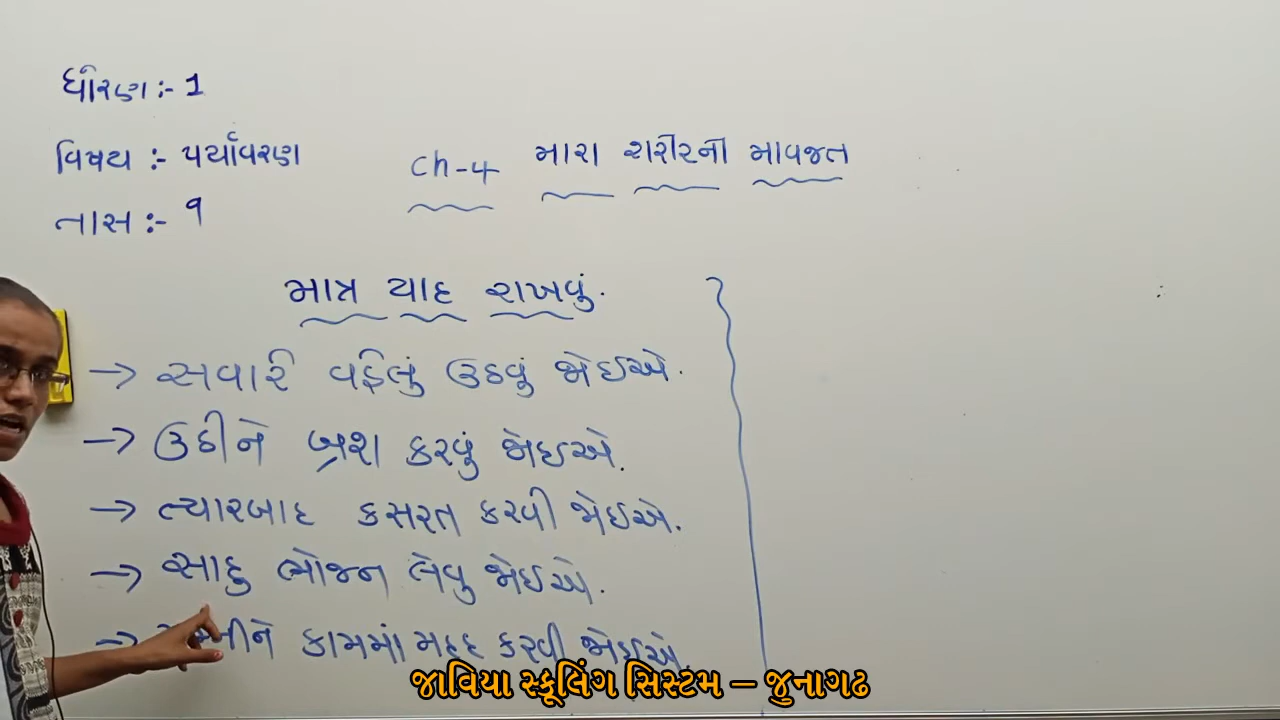 ધોરણ :- 1
વિષય :- પર્યાવરણ
તાસ :- ૧
Ch-4 મારા શરીરની માવજત
માત્ર યાદ રાખવું.
→ સવારે વહેલું ઉઠવું જોઈએ.
→ ઉઠીને બ્રશ કરવું જોઈએ.
→ ત્યારબાદ કસરત કરવી જોઈએ.
→ સાદુ ભોજન લેવુ જોઈએ.
→ કામમાં મદદ કરવી જોઈએ.
જાવિયા સ્કૂલિંગ સિસ્ટમ – જુનાગઢ